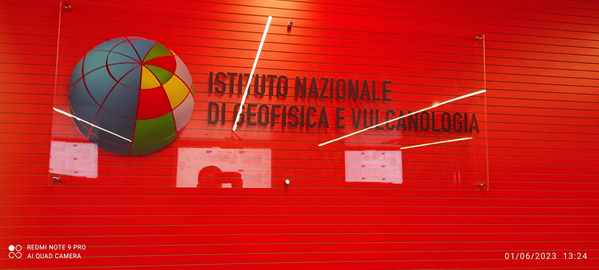 ISTITUTO NAZIONALE
DI GEOFISICA E VULCANOLOGIA
REDMI NOTE 9 PRO
AI QUAD CAMERA
01/06/2023 13:24